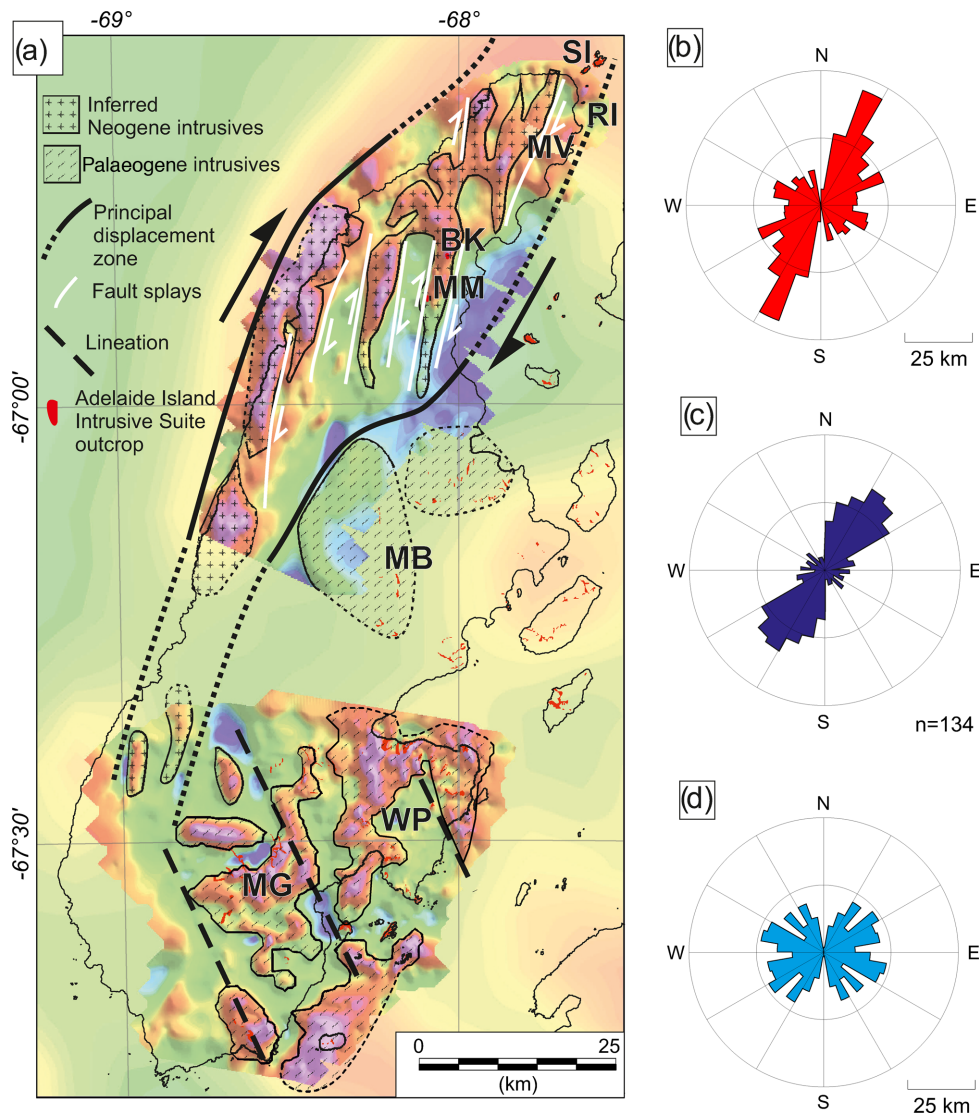 -69°
-68°
(a)
SI
RI
Inferred
Neogene intrusives
Palaeogene intrusives
MV
Principal
displacement
zone
BK
MM
Fault splays
Lineation
-67°00'
Adelaide Island
Intrusive Suite
outcrop
MB
WP
-67°30'
MG
0
25
(km)
(b)
N
W
E
S
25 km
(c)
N
W
E
S
n=134
(d)
N
W
E
S
25 km